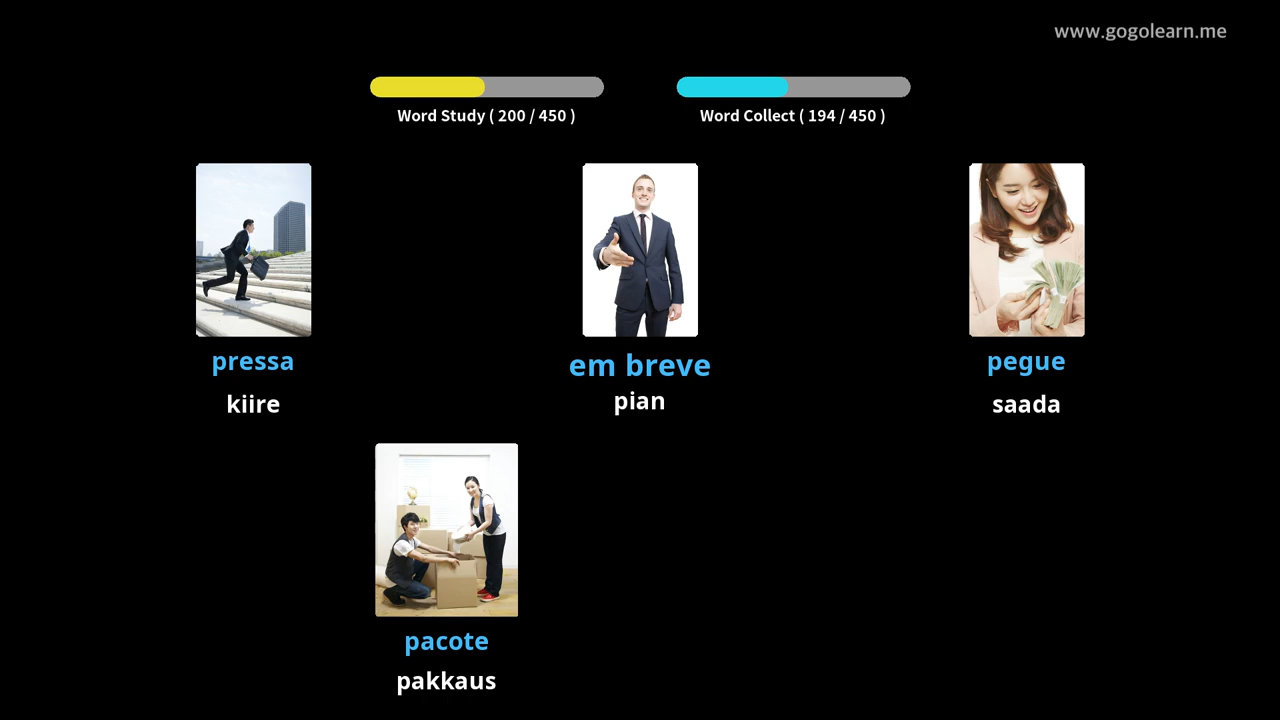 www.gogolearn.me
Word Study ( 200 / 450 )
Word Collect ( 194 / 450 )
pressa
kiire
em breve
pian
pegue
saada
pacote
pakkaus